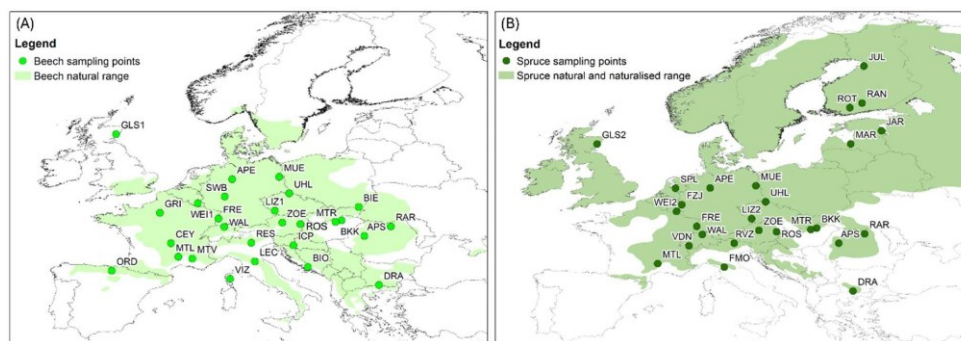 (A)
Legend
Beech sampling points
Beech natural range
GLS1
APE
MUE
SWB
UHL
GRI
BIE
LIZ1
WEI1
FRE
ZOE
MTR
RAR
WAL
ROS
CEY
RES
ICP
BKK
APS
MTL
MTV
LEC
BIO
ORD
VIZ
DRA
(B)
Legend
Spruce sampling points
Spruce natural and naturalised range
JUL
ROT
RAN
JAR
MAR
GLS2
SPL
APE
MUE
FZJ
UHL
WEI2
LIZ2
FRE
ZOE
MTR
BKK
RAR
VDN
WAL
RVZ
ROS
APS
MTL
FMO
DRA